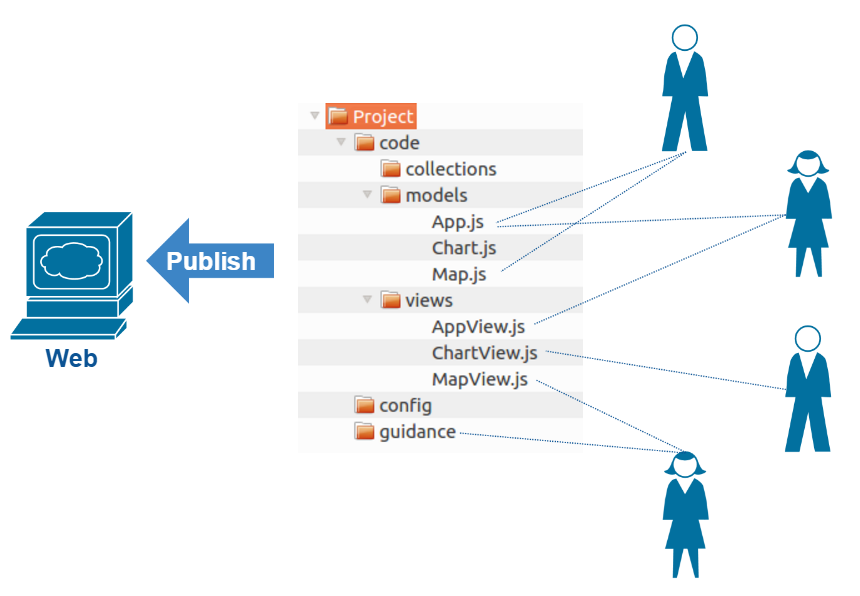 Project
code
collections
models
App.js
Chart.js
Map.js
views
AppView.js
ChartView.js
MapView.js
config
guidance
Publish
Web